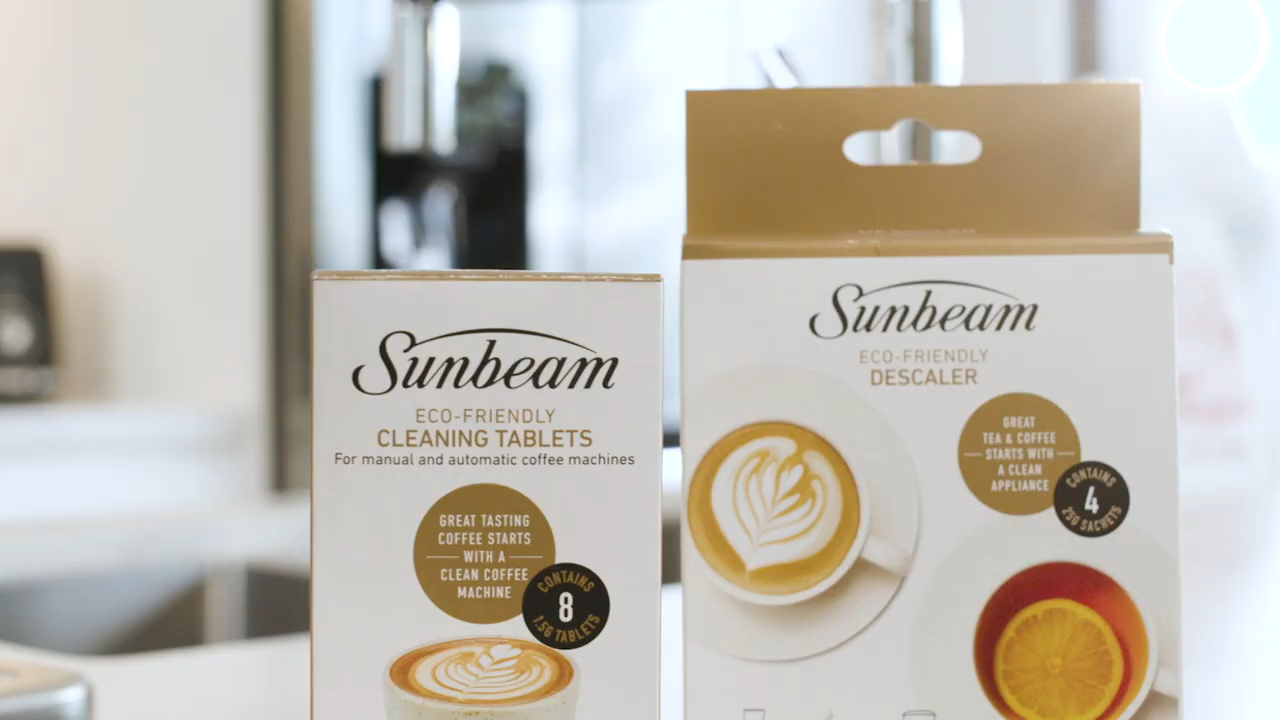 Sunbeam
ECO-FRIENDLY
CLEANING TABLETS
For manual and automatic coffee machines
GREAT TASTING
COFFEE STARTS
WITH A
CLEAN COFFEE
MACHINE
CONTAINS
8
1.5G TABLETS
Sunbeam
ECO-FRIENDLY
DESCALER
GREAT
TEA & COFFEE
STARTS WITH
A CLEAN
APPLIANCE
CONTAINS
4
25G SACHETS